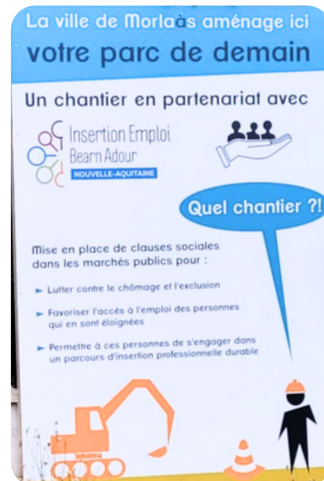 La ville de Morlaàs aménage ici
votre parc de demain
Un chantier en partenariat avec
Insertion Emploi
Bearn Adour
NOUVELLE-AQUITAINE
Quel chantier ?!
Mise en place de clauses sociales
dans les marchés publics pour :
► Lutter contre le chômage et l'exclusion
► Favoriser l'accès à l'emploi des personnes
qui en sont éloignées
► Permettre à ces personnes de s'engager dans
un parcours d'insertion professionnelle durable